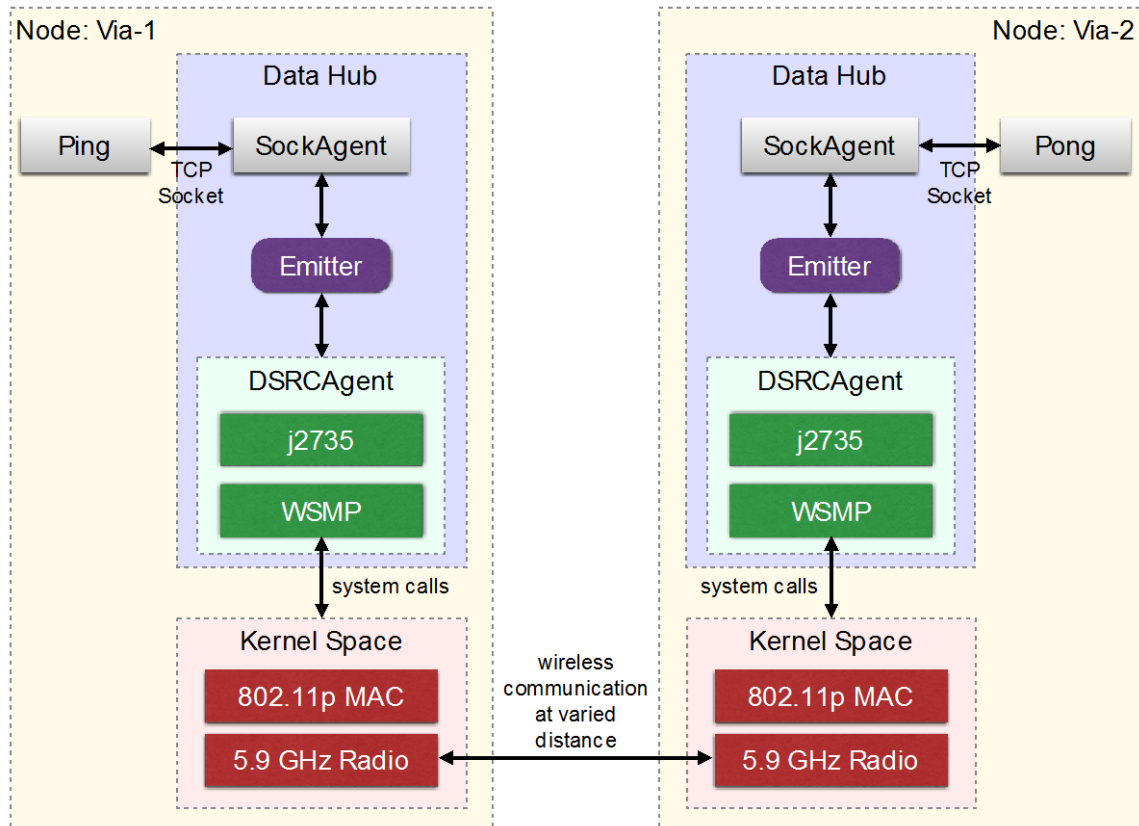 Node: Via-1
Data Hub
Ping
SockAgent
TCP
Socket
Emitter
DSRCAgent
j2735
WSMP
system calls
Kernel Space
802.11p MAC
5.9 GHz Radio
wireless
communication
at varied
distance
Node: Via-2
Data Hub
SockAgent
Pong
TCP
Socket
Emitter
DSRCAgent
j2735
WSMP
system calls
Kernel Space
802.11p MAC
5.9 GHz Radio